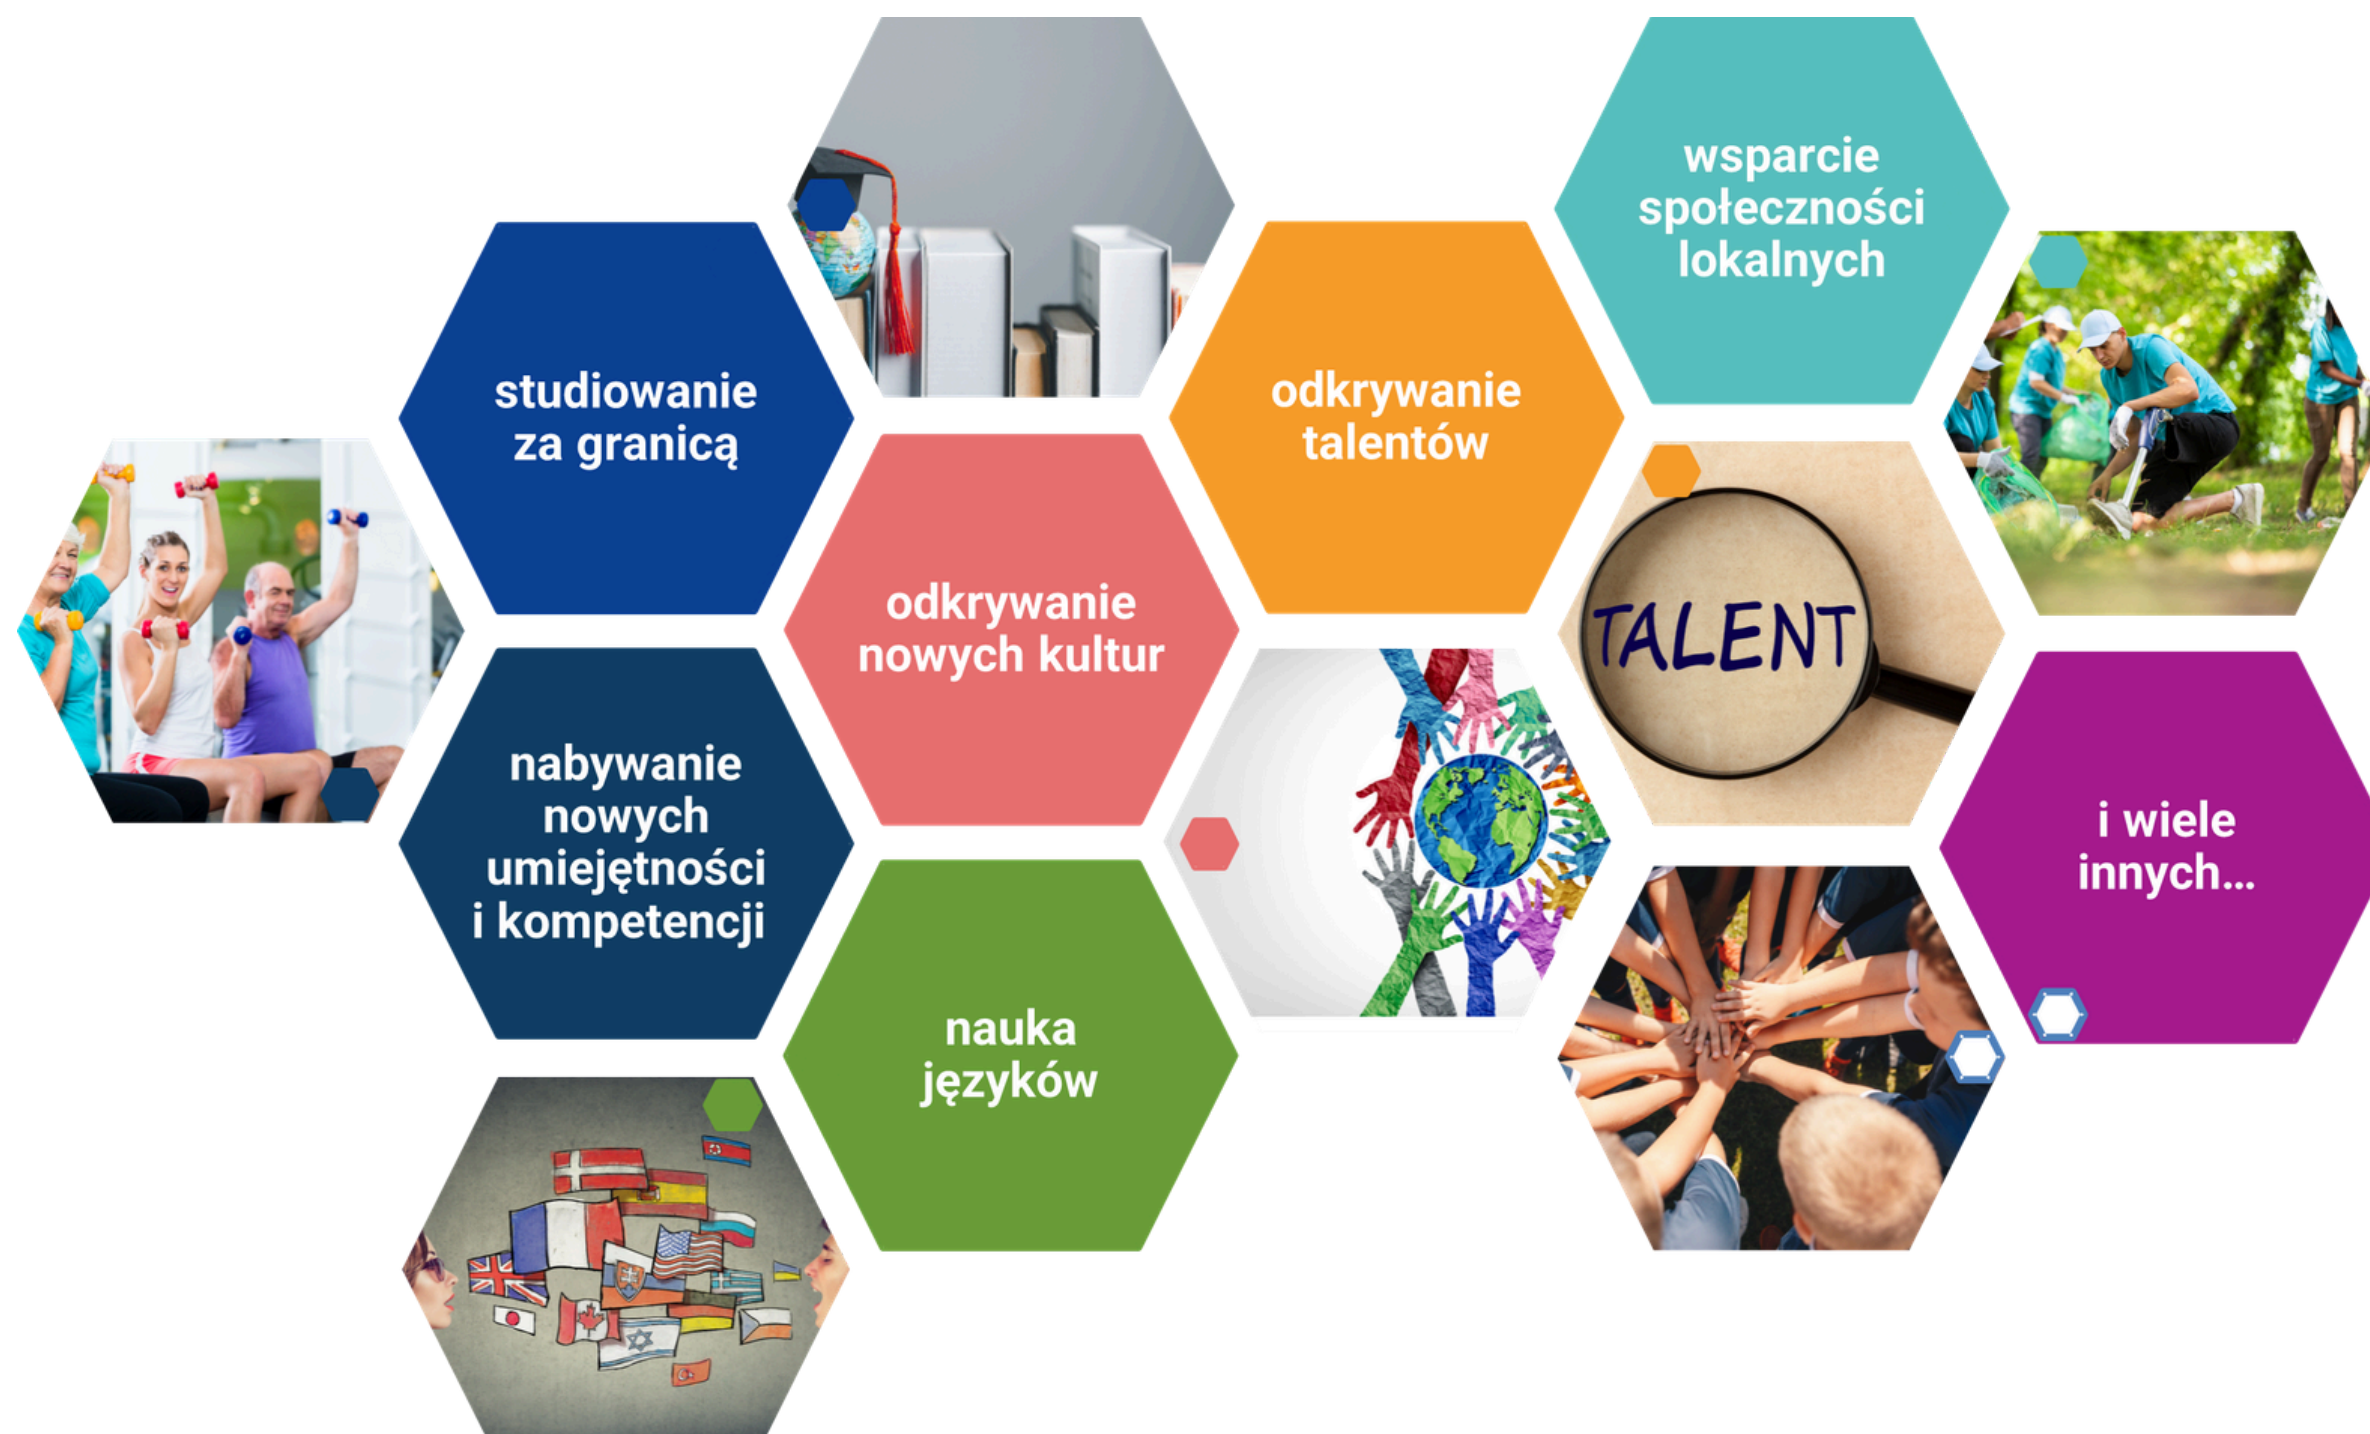 studiowanie
za granicą
nabywanie
nowych
umiejętności
i kompetencji
odkrywanie
nowych kultur
nauka
języków
odkrywanie
talentów
wsparcie
społeczności
lokalnych
TALENT
i wiele
innych...